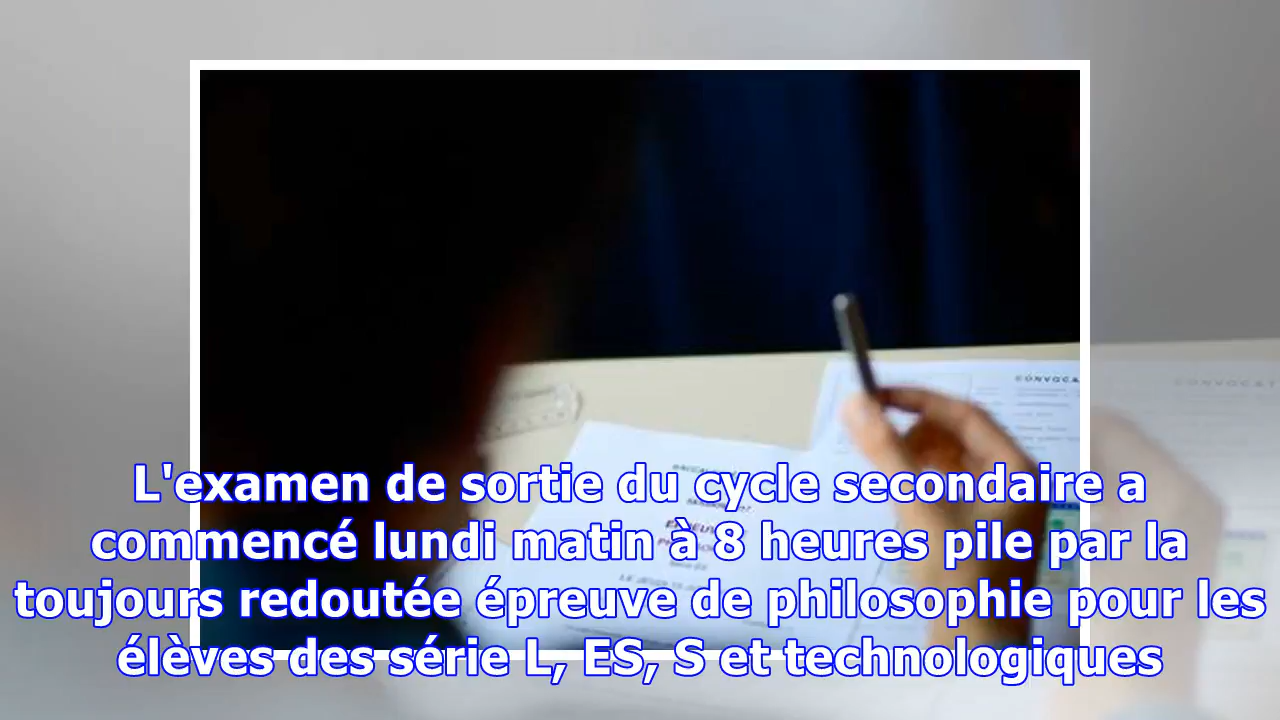 CONVOCA
L'examen de sortie du cycle secondaire a
commencé lundi matin à 8 heures pile par la
toujours redoutée épreuve de philosophie pour les
élèves des série L, ES, S et technologiques